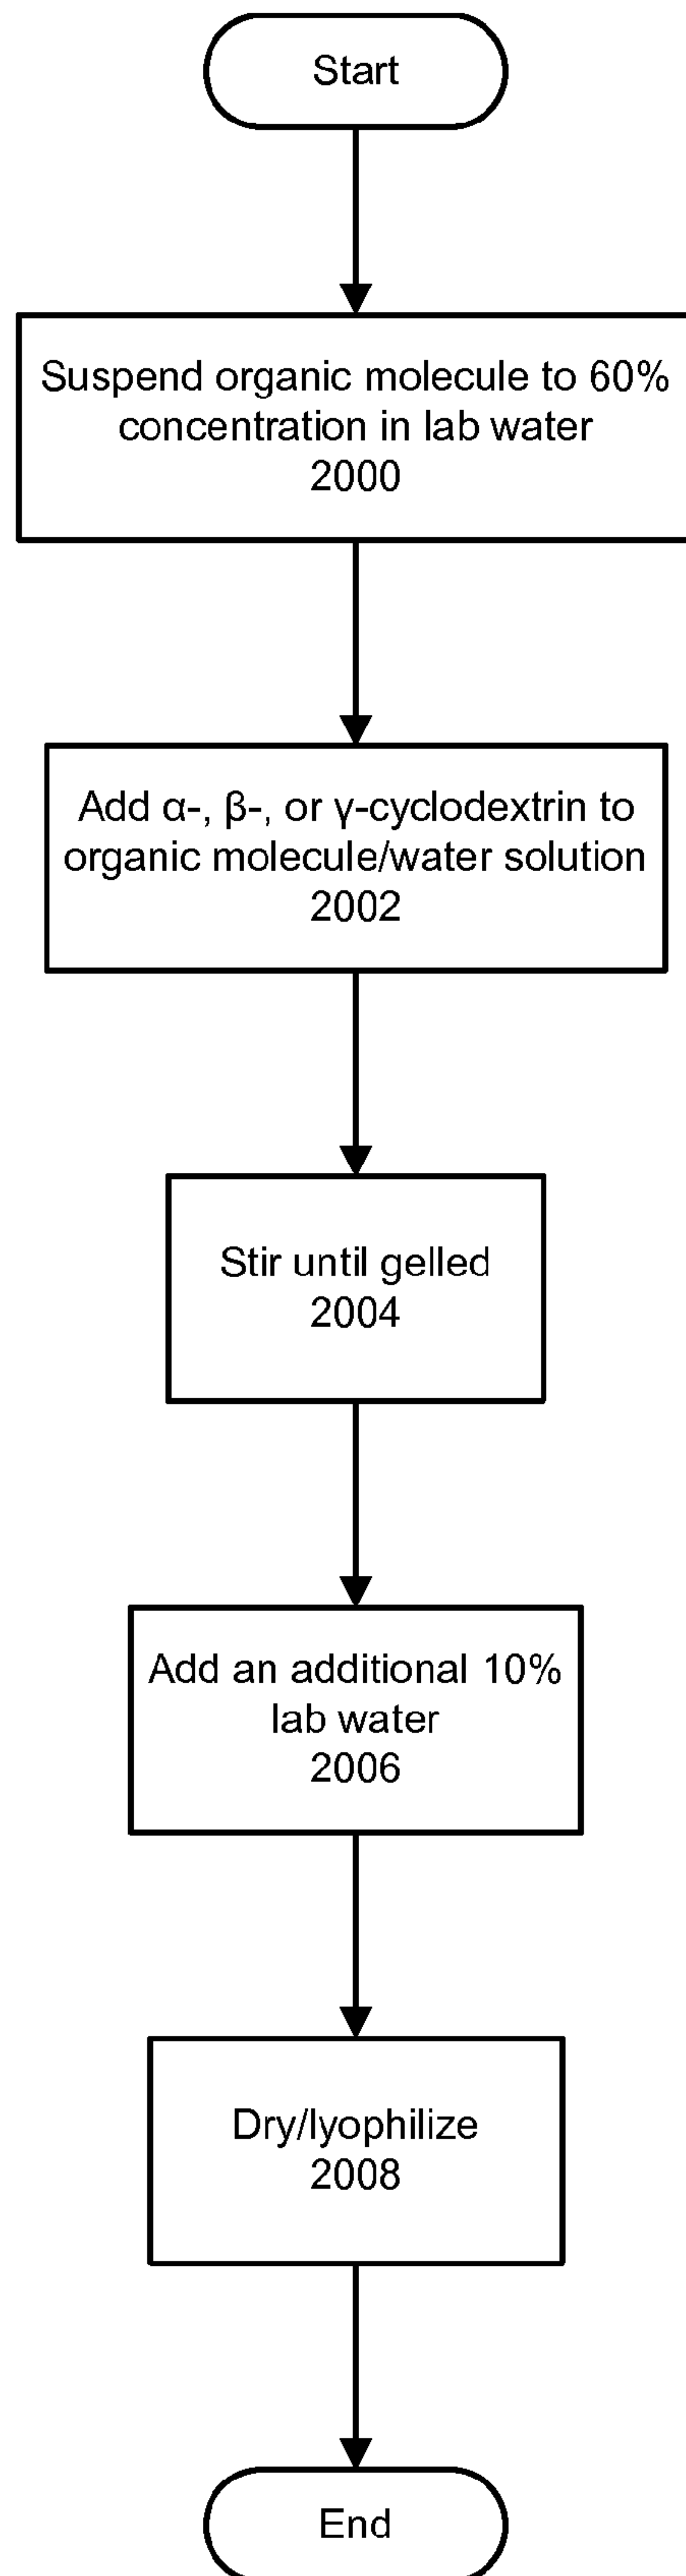 Start
Suspend organic molecule to 60%
concentration in lab water
2000
Add α-, β-, or γ-cyclodextrin to
organic molecule/water solution
2002
Stir until gelled
2004
Add an additional 10%
lab water
2006
Dry/lyophilize
2008
End